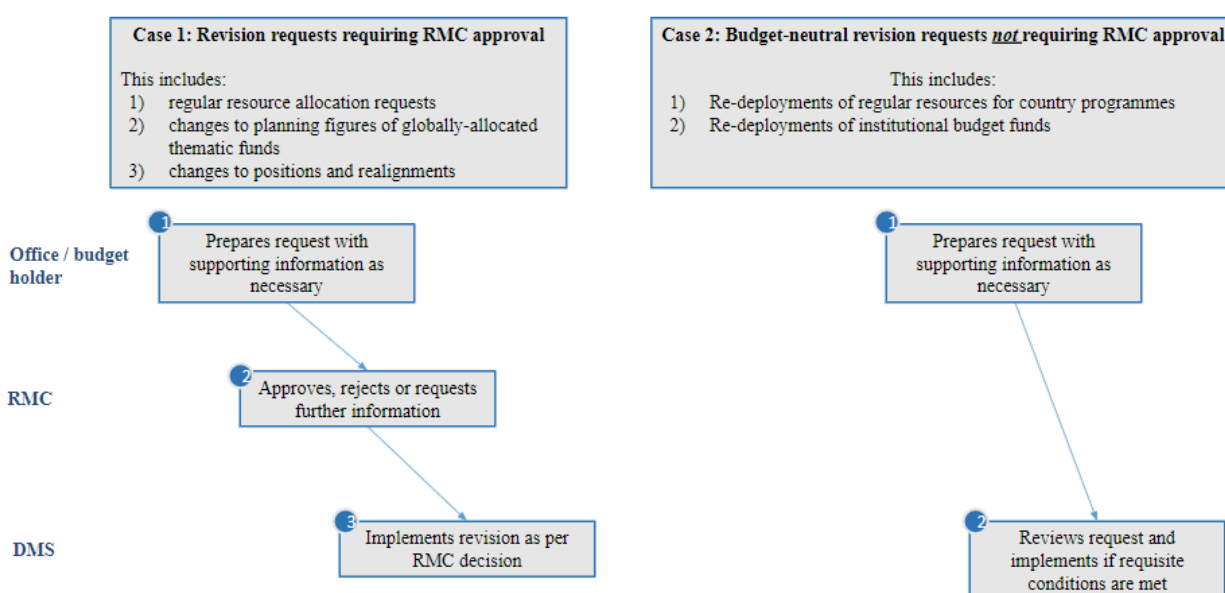 Case 1: Revision requests requiring RMC approval
This includes:
1) regular resource allocation requests
2) changes to planning figures of globally-allocated
thematic funds
3) changes to positions and realignments
Case 2: Budget-neutral revision requests not requiring RMC approval
This includes:
1) Re-deployments of regular resources for country programmes
2) Re-deployments of institutional budget funds
Office / budget
holder
1
Prepares request with
supporting information as
necessary
1
Prepares request with
supporting information as
necessary
RMC
2
Approves, rejects or requests
further information
DMS
3
Implements revision as per
RMC decision
2
Reviews request and
implements if requisite
conditions are met